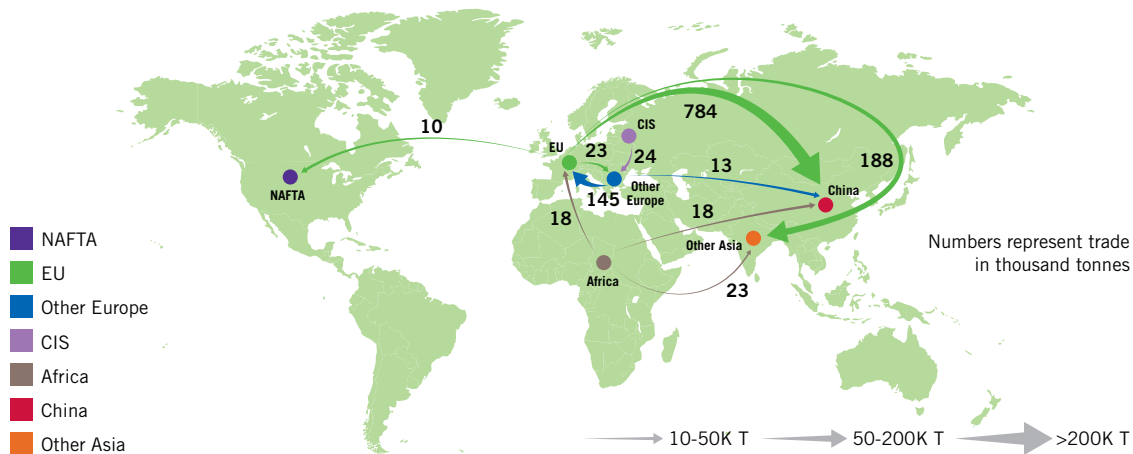 10
784
CIS
EU
23
24
13
188
NAFTA
145
Other
Europe
China
18
18
Other Asia
Africa
23
Numbers represent trade
in thousand tonnes
NAFTA
EU
Other Europe
CIS
Africa
China
Other Asia
10-50K T
50-200K T
>200K T